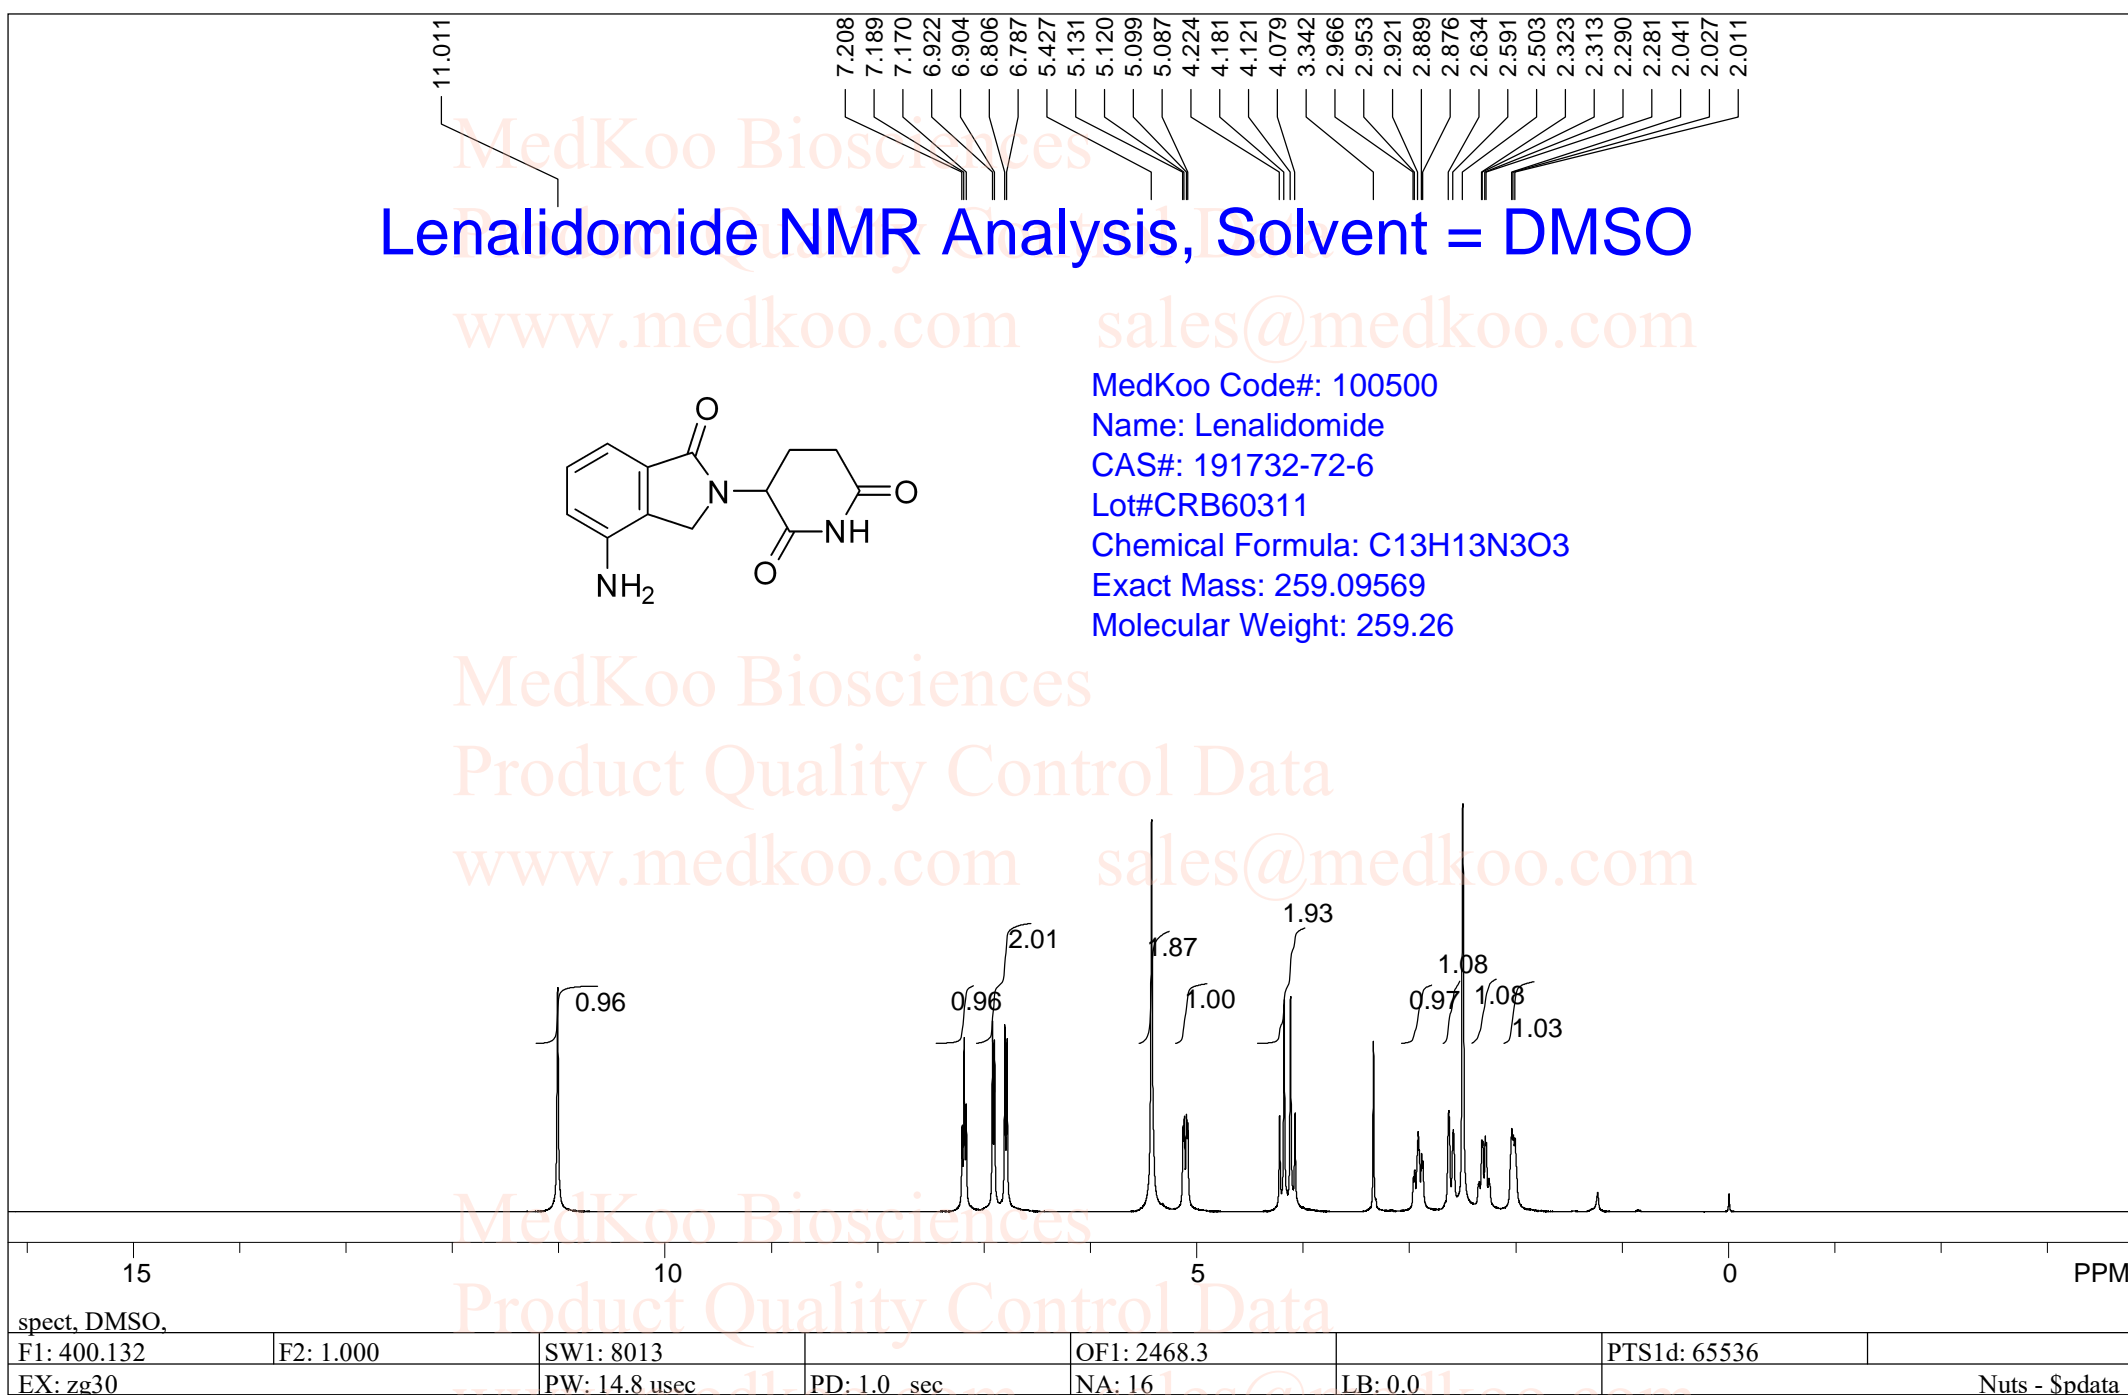 11.011 7.208 7.189 7.170 6.922 6.904 6.806 6.787 5.427 5.131 5.120 5.099 5.087 4.224 4.181 4.121 4.079 3.342 2.966 2.953 2.921 2.889 2.876 2.634 2.591 2.503 2.323 2.313 2.290 2.281 2.041 2.027 2.011
MedKoo Biosciences
Product Quality Control Data
Lenalidomide NMR Analysis, Solvent = DMSO
www.medkoo.com sales@medkoo.com
MedKoo Code#: 100500
Name: Lenalidomide
CAS#: 191732-72-6
Lot#CRB60311
Chemical Formula: C13H13N3O3
Exact Mass: 259.09569
Molecular Weight: 259.26
O
N
O
NH
O
NH2
MedKoo Biosciences
Product Quality Control Data
www.medkoo.com sales@medkoo.com
0.96 0.96 2.01 1.87 1.00 1.93 0.97 1.08 1.08 1.03
MedKoo Biosciences
15 10 5 0 PPM
Product Quality Control Data
spect, DMSO,
F1: 400.132 F2: 1.000 SW1: 8013 OF1: 2468.3 PTS1d: 65536
EX: zg30 PW: 14.8 usec PD: 1.0 sec NA: 16 LB: 0.0 Nuts - $pdata
www.medkoo.com sales@medkoo.com